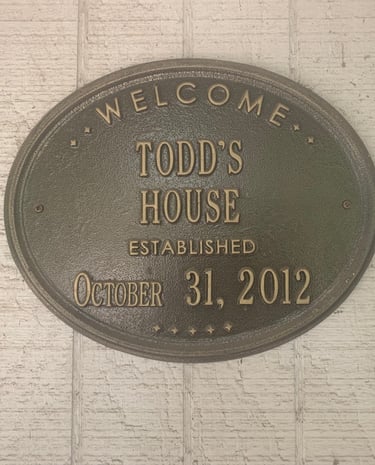 WELCOME
TODD'S
HOUSE
ESTABLISHED
OCTOBER 31, 2012